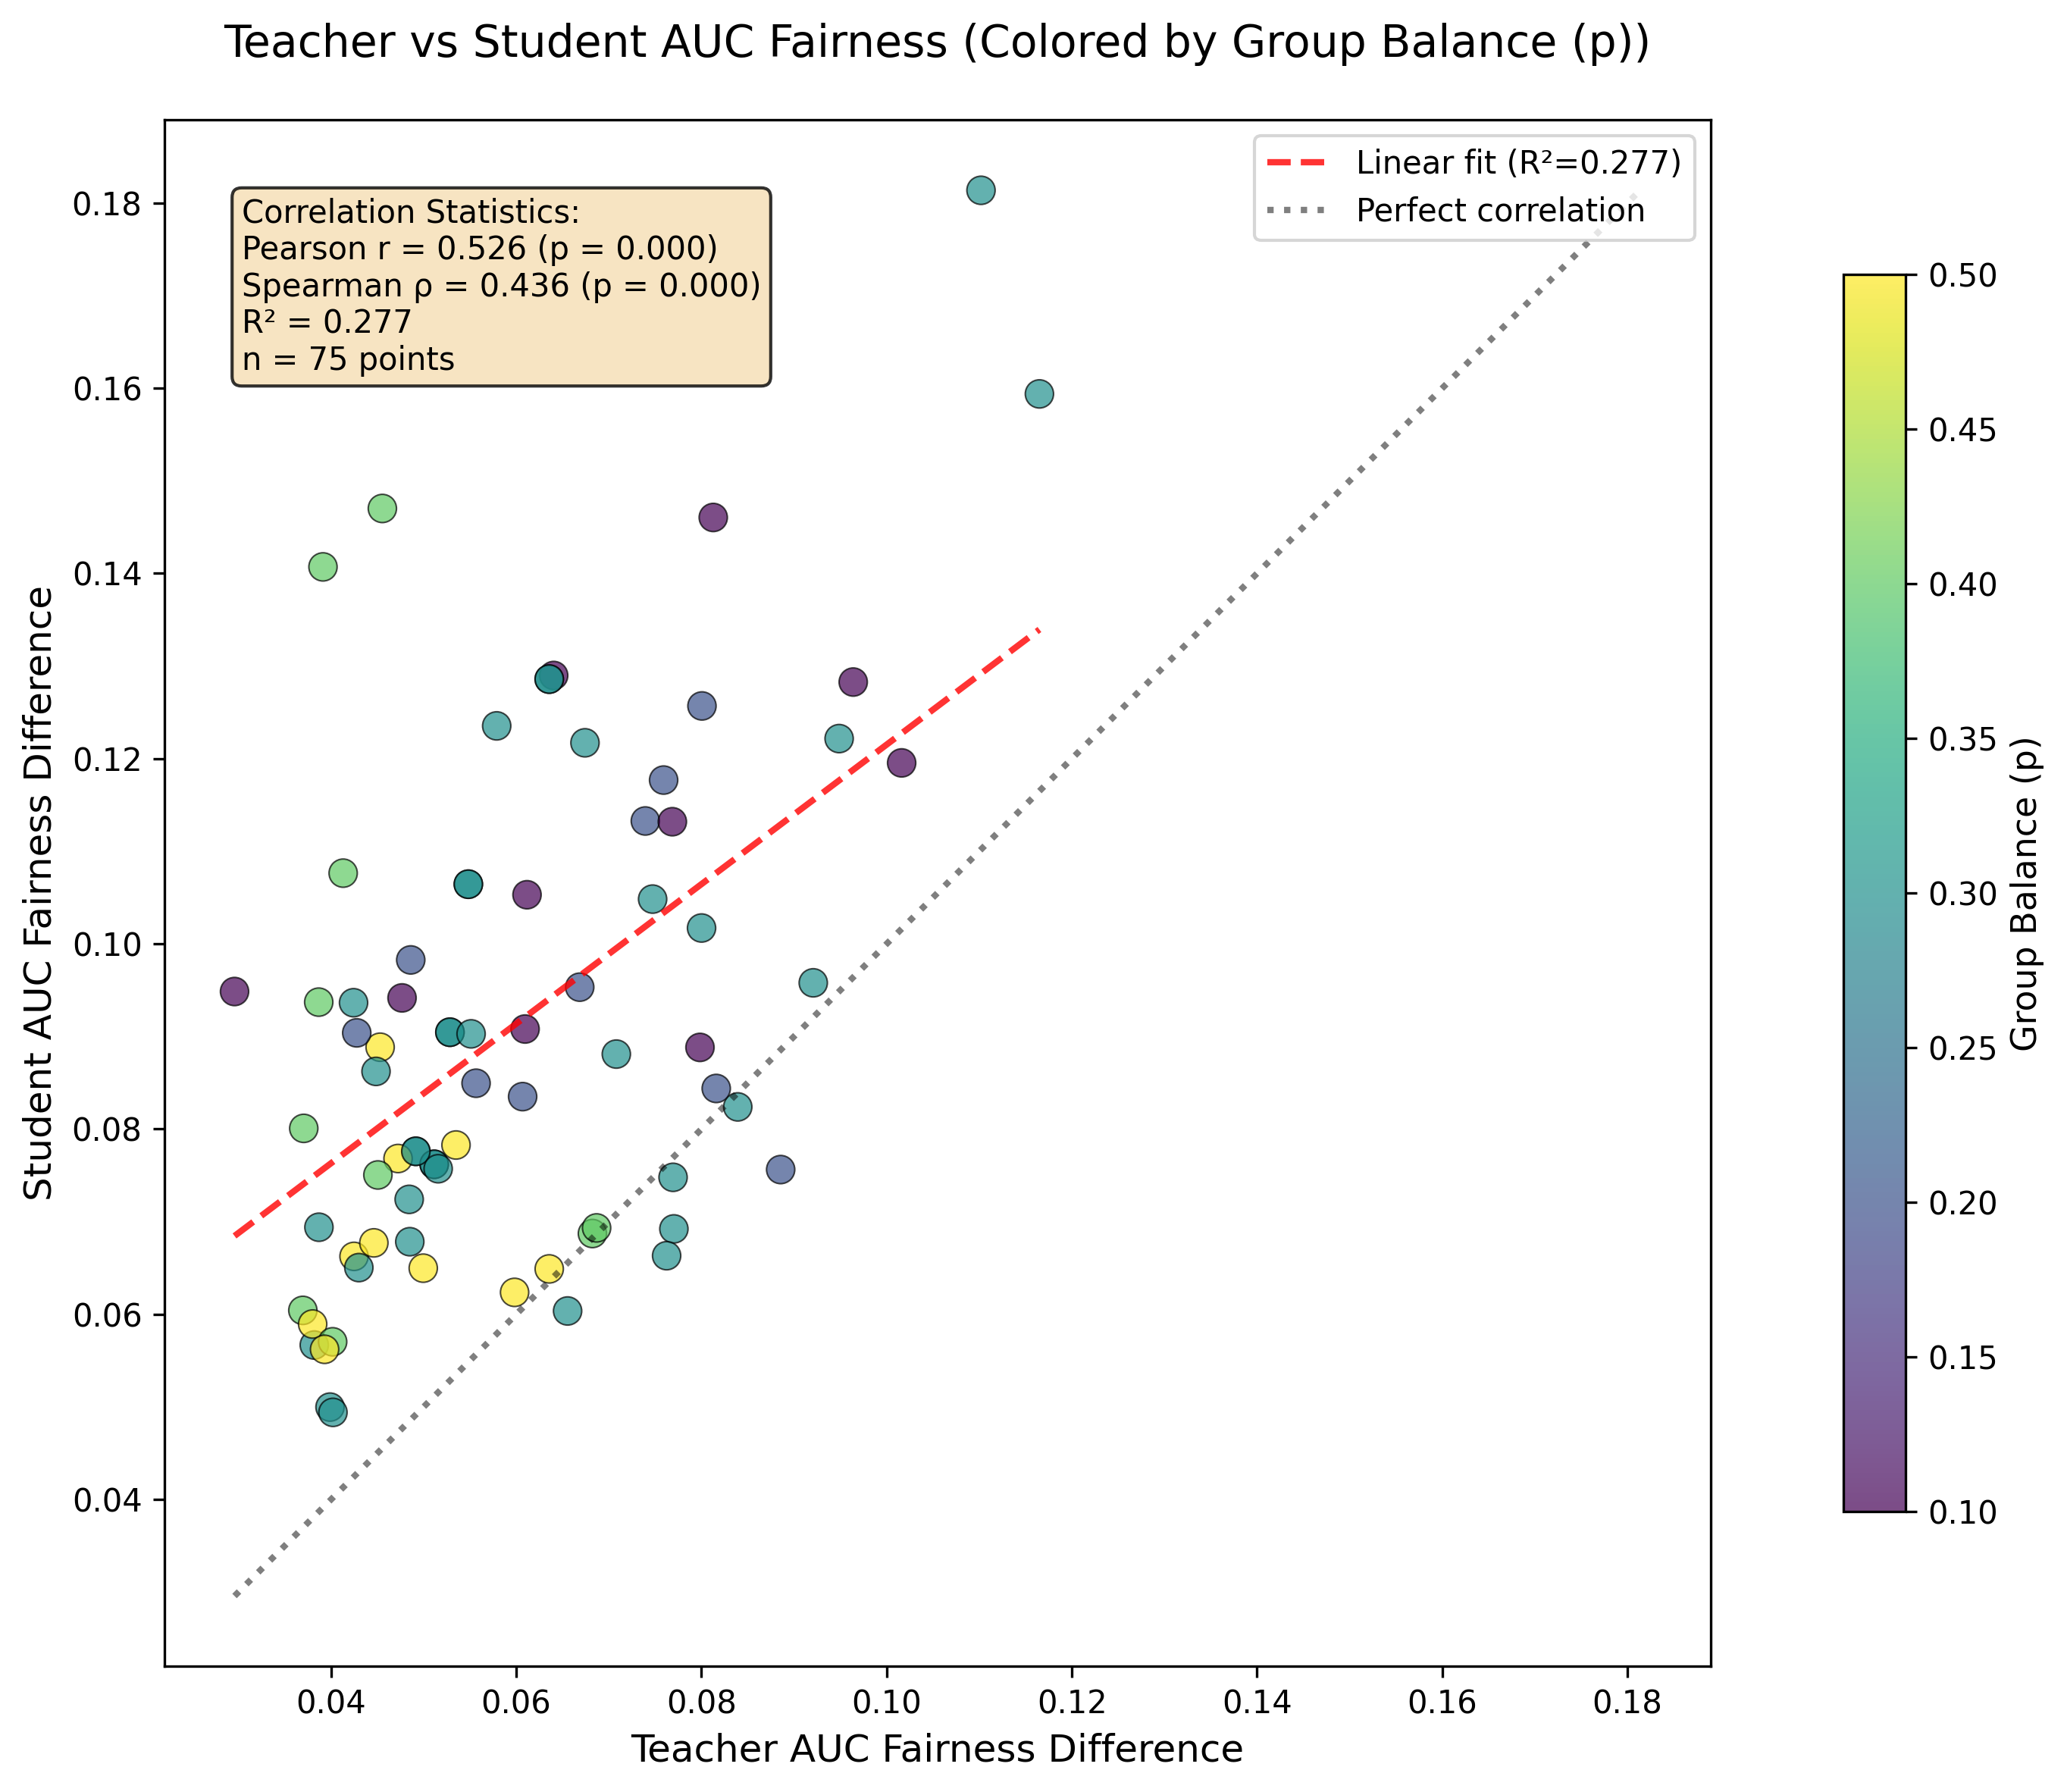 Teacher vs Student AUC Fairness (Colored by Group Balance (p))
Correlation Statistics:
Pearson r = 0.526 (p = 0.000)
Spearman ρ = 0.436 (p = 0.000)
R² = 0.277
n = 75 points
Linear fit (R²=0.277)
Perfect correlation
Student AUC Fairness Difference
0.18
0.16
0.14
0.12
0.10
0.08
0.06
0.04
0.04
0.06
0.08
0.10
0.12
0.14
0.16
0.18
Teacher AUC Fairness Difference
0.50
0.45
0.40
0.35
0.30
0.25
0.20
0.15
0.10
Group Balance (p)